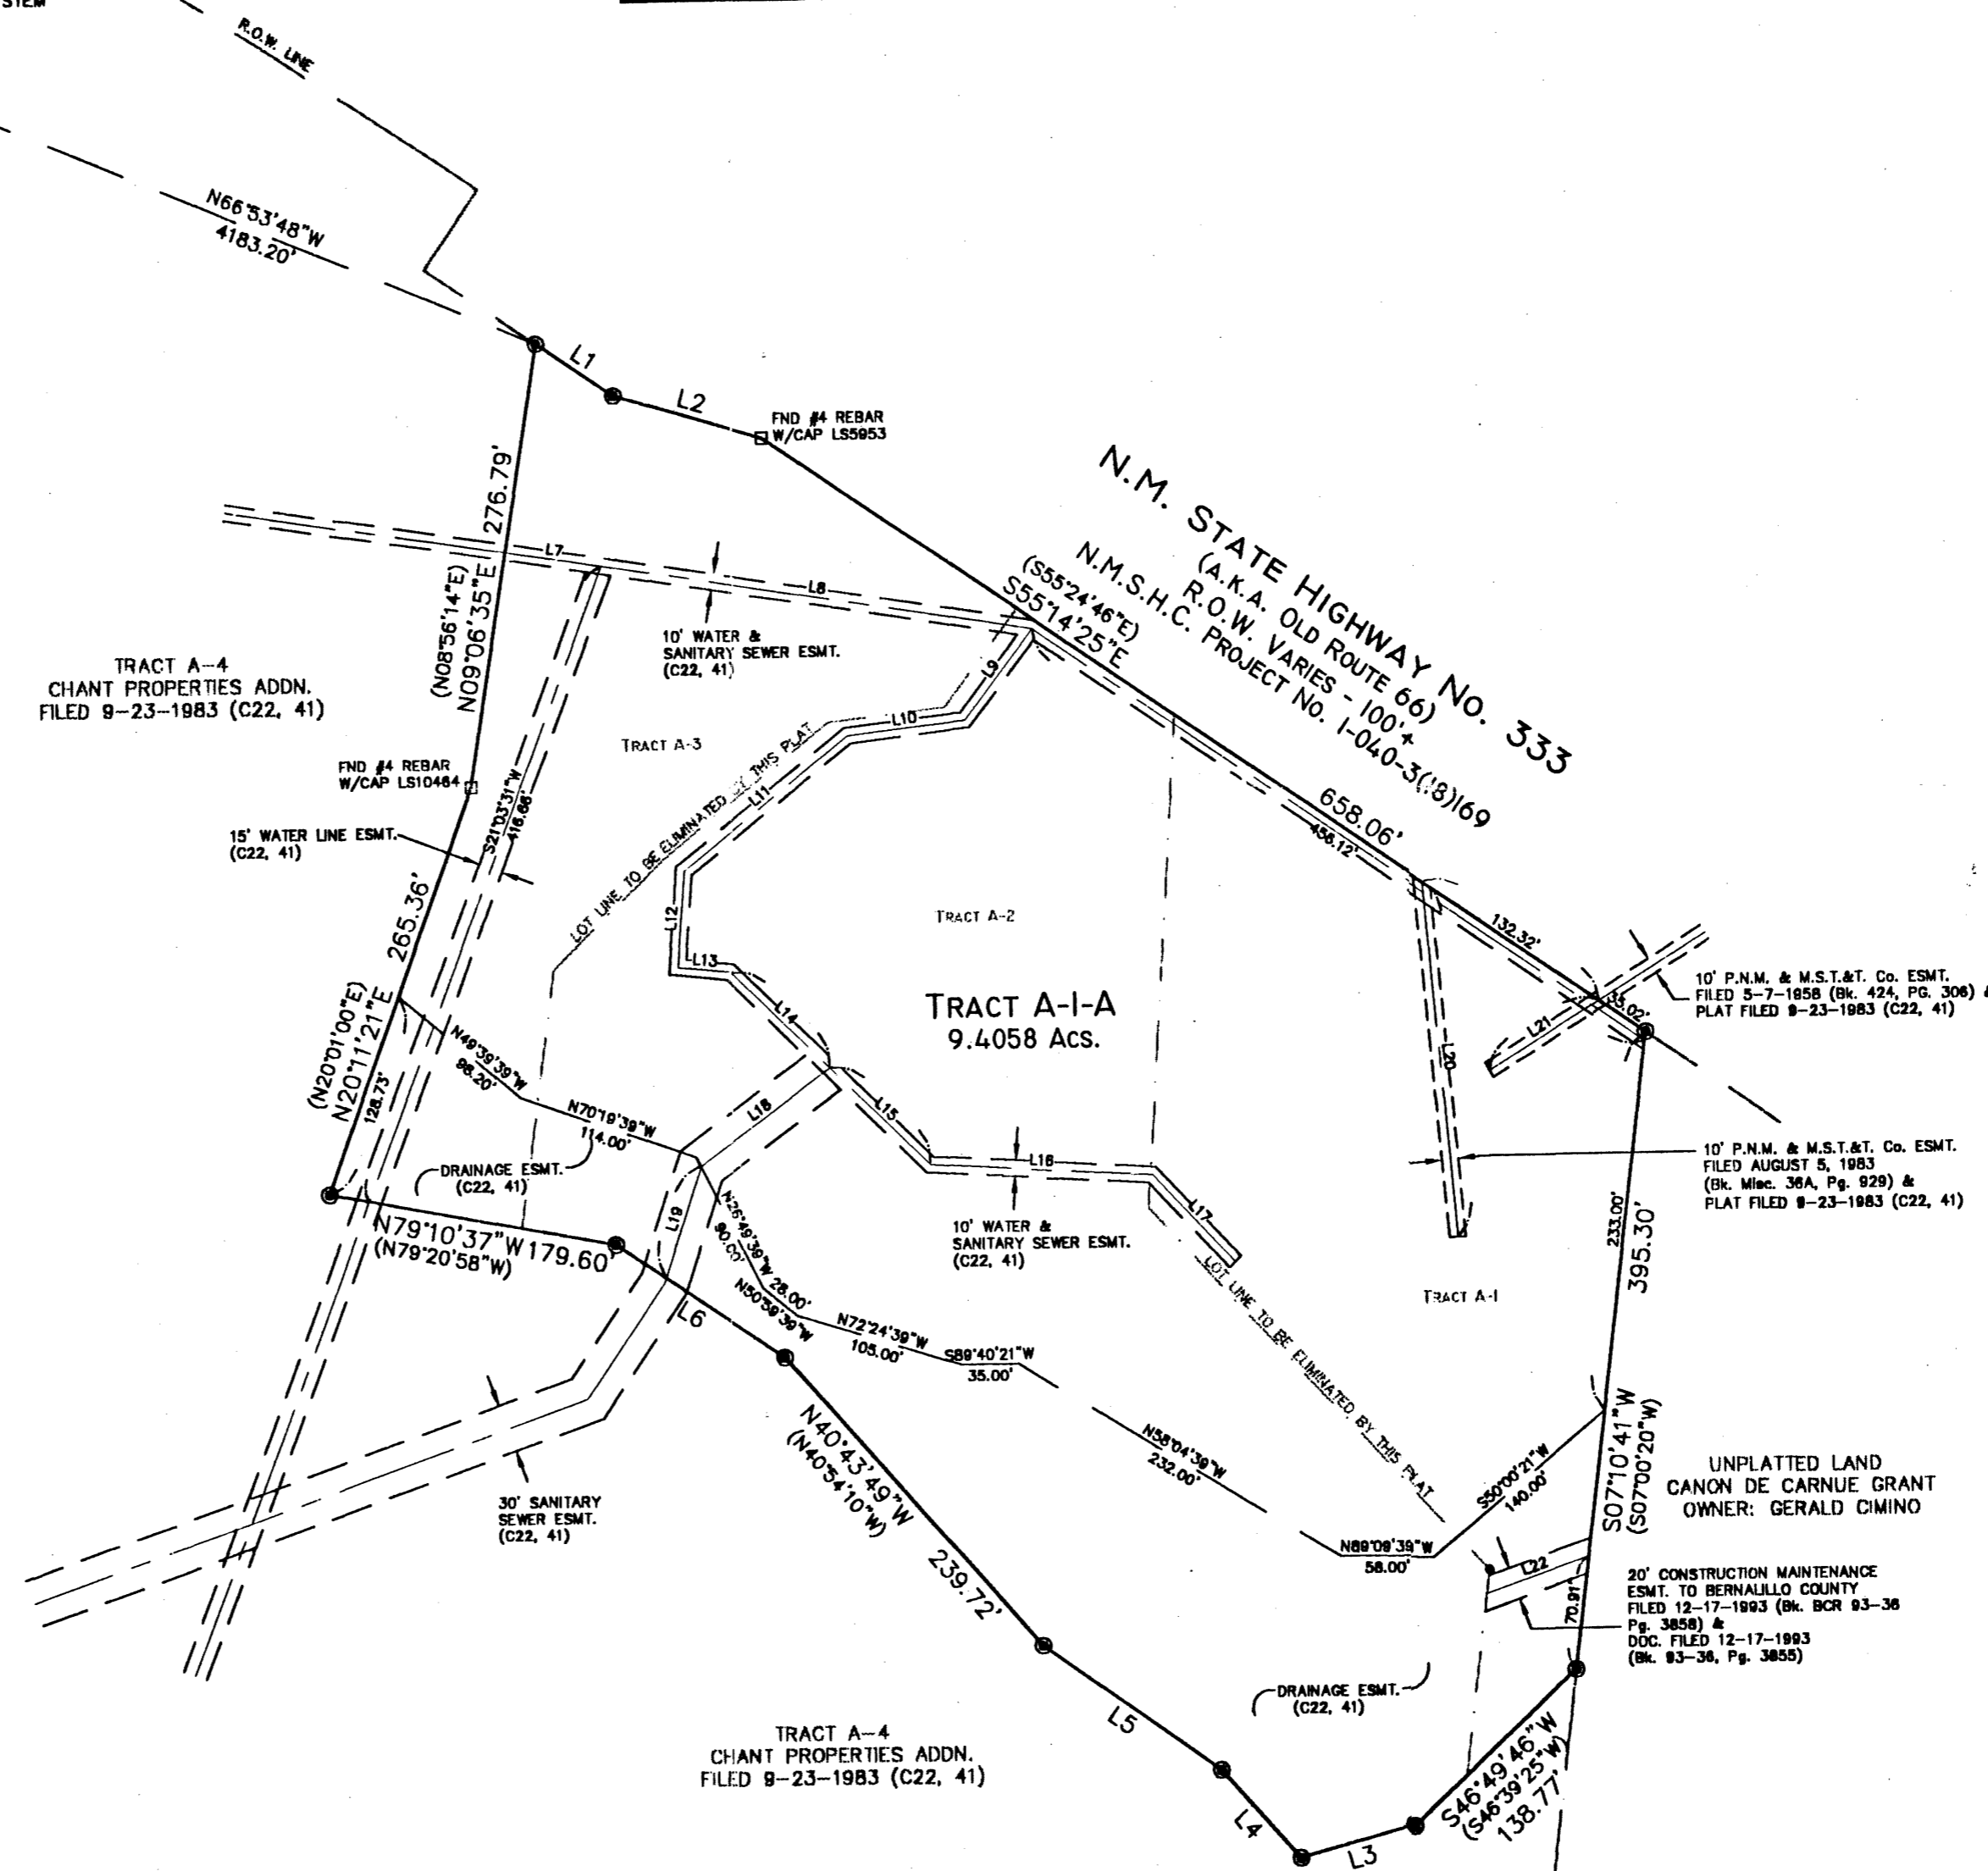 STEM
R.O.W. LINE
N66°53'48"W
4183.20'
L1
L2
FND #4 REBAR
W/CAP LS5953
N.M. STATE HIGHWAY NO. 333
(A.K.A. OLD ROUTE 66)
R.O.W. VARIES - 100'±
N.M.S.H.C. PROJECT NO. I-040-3(18)169
(S55°24'46"E)
S55°14'25"E
658.06'
456.12'
132.32'
35.02'
276.79'
(N08°56'14"E)
N09°06'35"E
L7
L8
10' WATER &
SANITARY SEWER ESMT.
(C22, 41)
L9
L10
L11
L12
L13
L14
L15
L16
L17
L18
L19
L20
L21
TRACT A-4
CHANT PROPERTIES ADDN.
FILED 9-23-1983 (C22, 41)
TRACT A-3
LOT LINE TO BE ELIMINATED BY THIS PLAT
FND #4 REBAR
W/CAP LS10464
S21°03'31"W
416.66'
15' WATER LINE ESMT.
(C22, 41)
265.36'
(N20°01'00"E)
N20°11'21"E
128.73'
TRACT A-2
TRACT A-1-A
9.4058 ACS.
10' P.N.M. & M.S.T.&T. Co. ESMT.
FILED 5-7-1958 (Bk. 424, PG. 306) &
PLAT FILED 9-23-1983 (C22, 41)
10' P.N.M. & M.S.T.&T. Co. ESMT.
FILED AUGUST 5, 1983
(Bk. Misc. 36A, Pg. 929) &
PLAT FILED 9-23-1983 (C22, 41)
N49°39'39"W
98.20'
N70°19'39"W
114.00'
DRAINAGE ESMT.
(C22, 41)
N79°10'37"W 179.60'
(N79°20'58"W)
L6
N26°49'39"W
90.00'
28.00'
N50°59'39"W
N72°24'39"W
105.00'
S89°40'21"W
35.00'
10' WATER &
SANITARY SEWER ESMT.
(C22, 41)
LOT LINE TO BE ELIMINATED BY THIS PLAT
TRACT A-1
233.00'
395.30'
S07°10'41"W
(S07°00'20"W)
UNPLATTED LAND
CANON DE CARNUE GRANT
OWNER: GERALD CIMINO
N58°04'39"W
232.00'
N89°09'39"W
58.00'
S50°00'21"W
140.00'
L22
70.91'
20' CONSTRUCTION MAINTENANCE
ESMT. TO BERNALILLO COUNTY
FILED 12-17-1993 (Bk. BCR 93-36
Pg. 3858) &
DOC. FILED 12-17-1993
(Bk. 93-36, Pg. 3855)
30' SANITARY
SEWER ESMT.
(C22, 41)
N40°43'49"W
(N40°54'10"W)
239.72'
L5
L4
L3
DRAINAGE ESMT.
(C22, 41)
S46°49'46"W
(S46°39'25"W)
138.77'
TRACT A-4
CHANT PROPERTIES ADDN.
FILED 9-23-1983 (C22, 41)